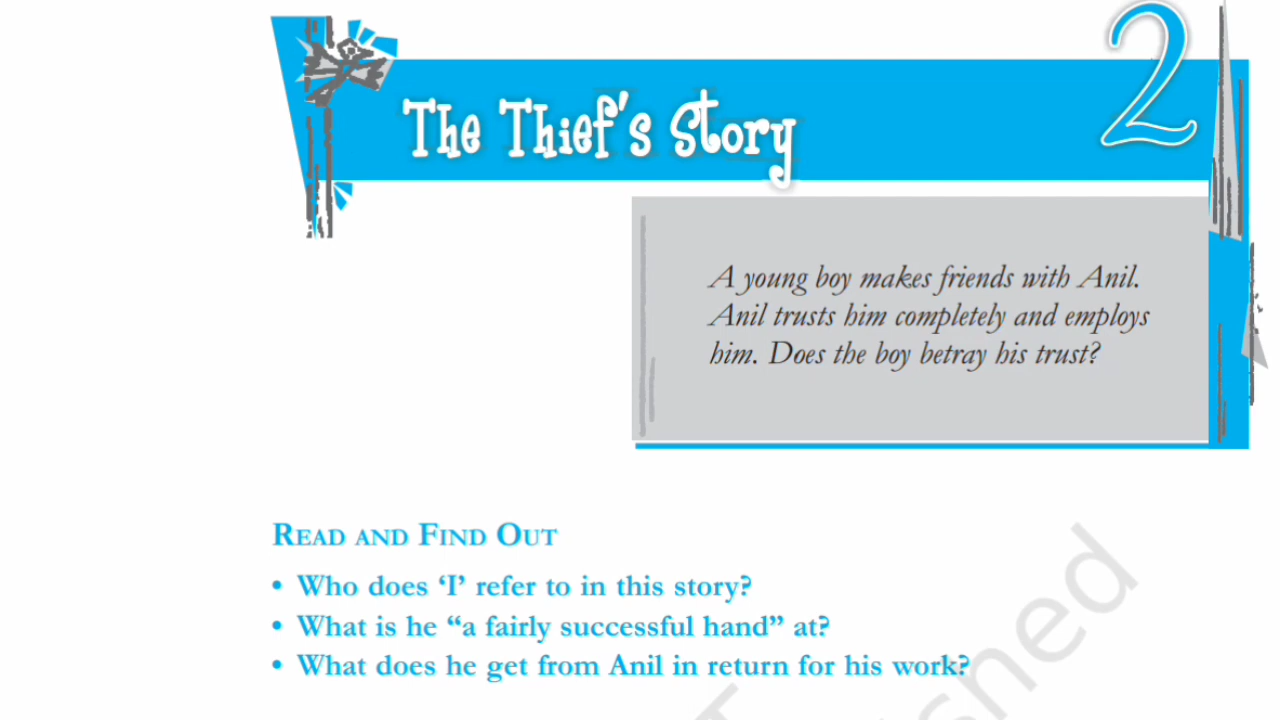 2
The Thief's Story
A young boy makes friends with Anil.
Anil trusts him completely and employs
him. Does the boy betray his trust?
READ AND FIND OUT
• Who does ‘I’ refer to in this story?
• What is he “a fairly successful hand” at?
• What does he get from Anil in return for his work?